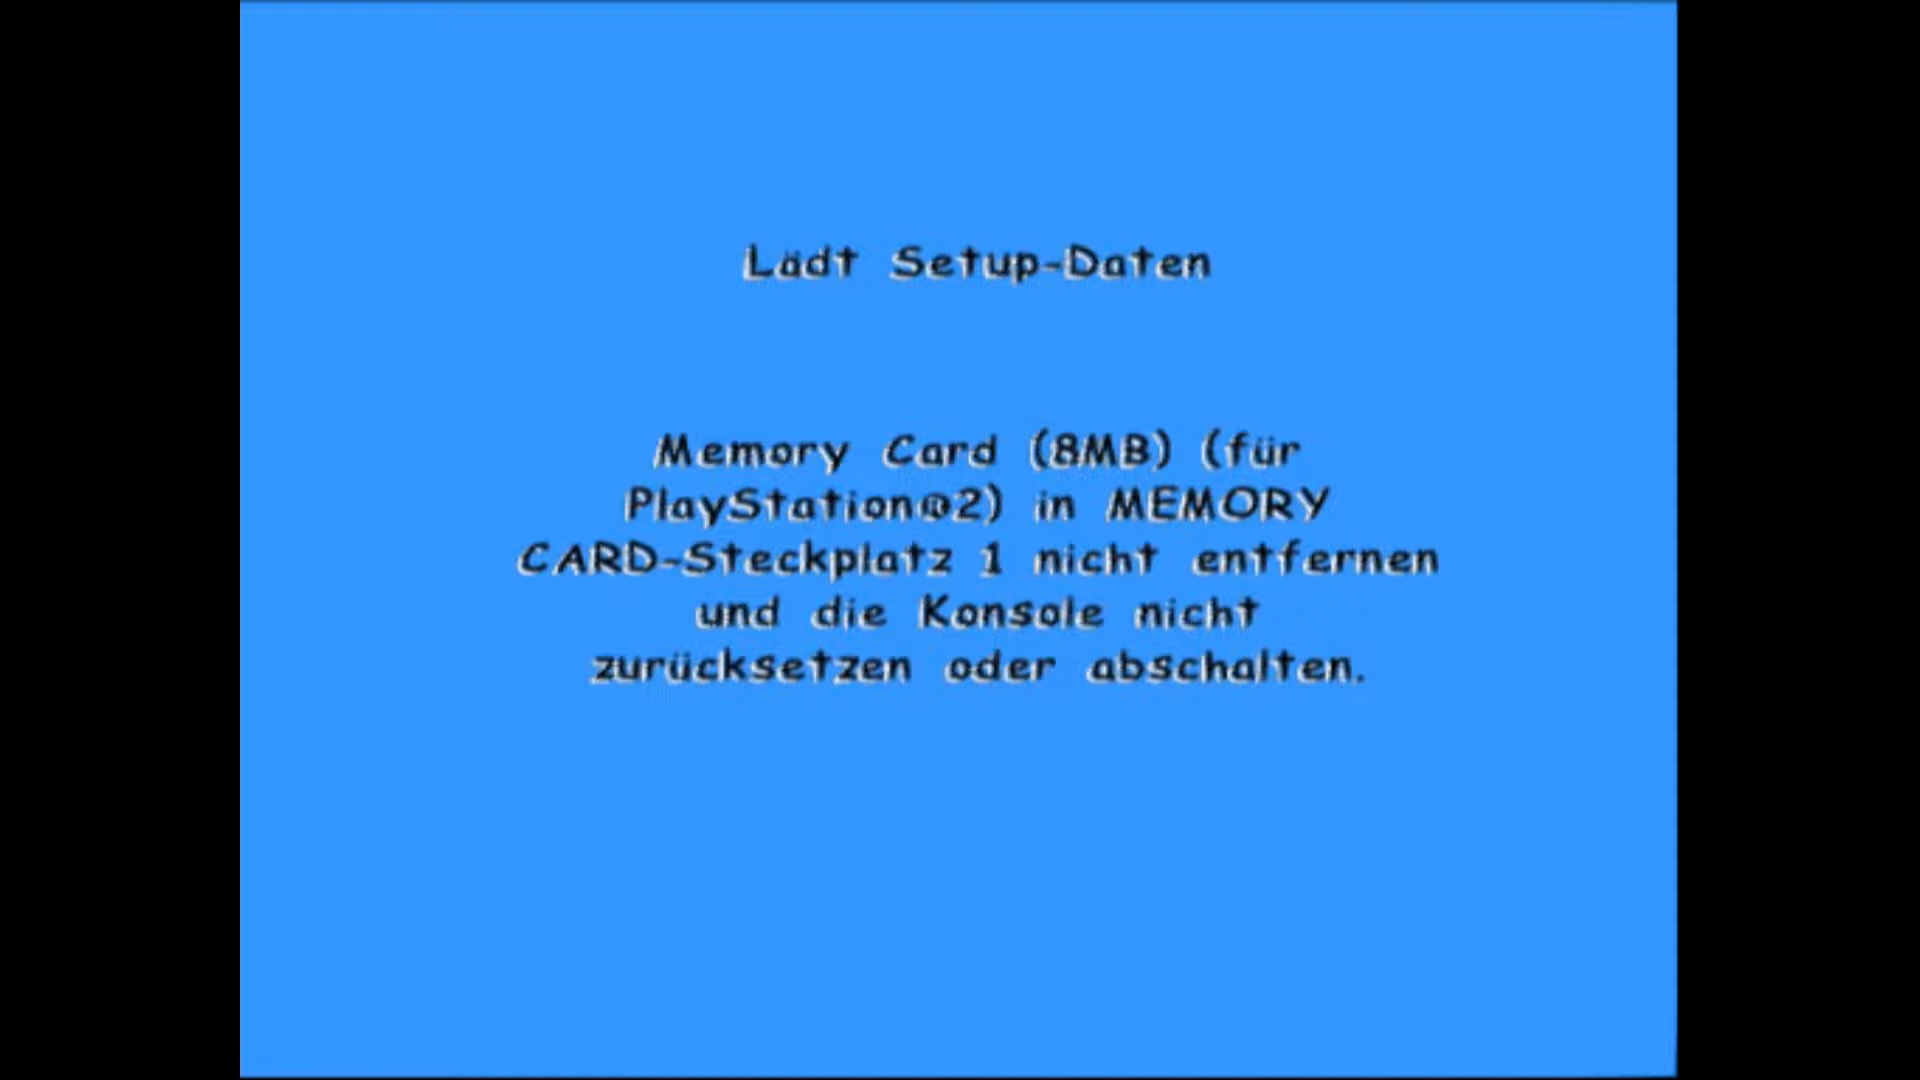 Lädt Setup-Daten
Memory Card (8MB) (für
PlayStation®2) in MEMORY
CARD-Steckplatz 1 nicht entfernen
und die Konsole nicht
zurücksetzen oder abschalten.